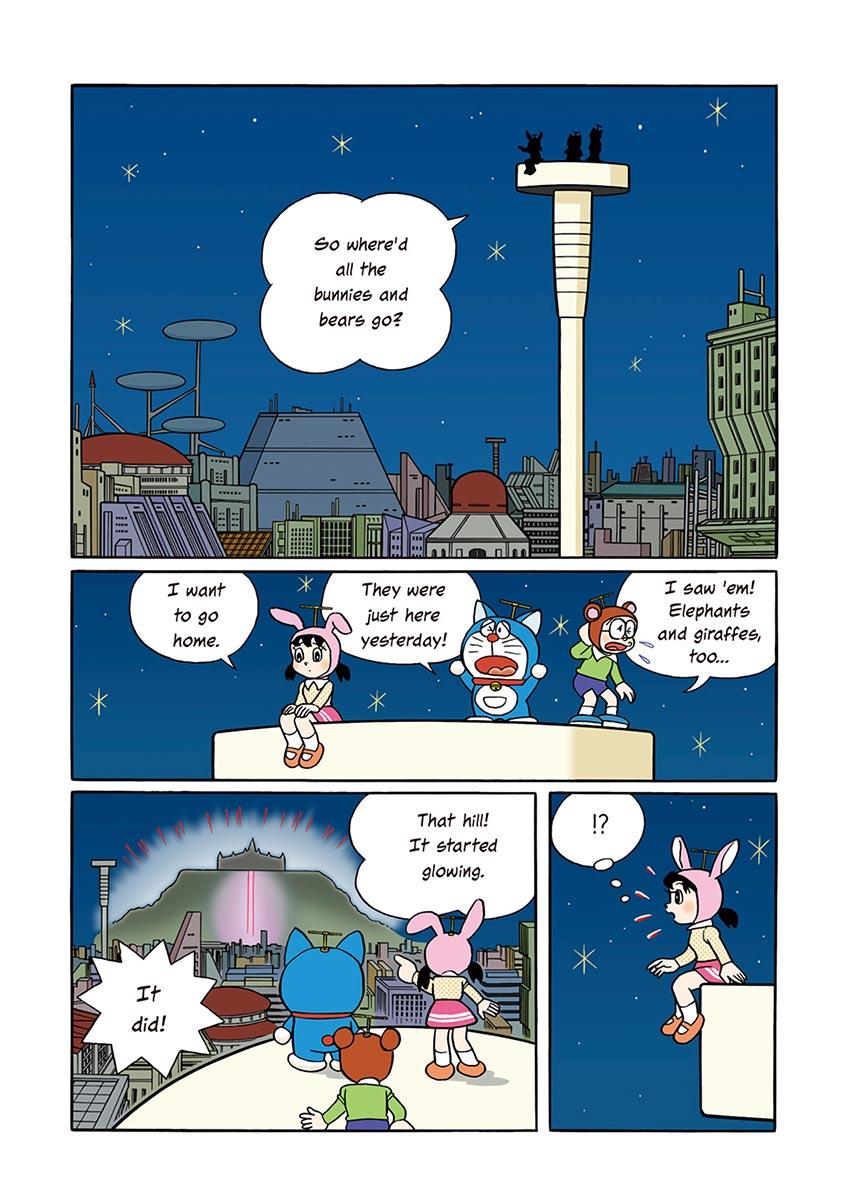 So where'd
all the
bunnies and
bears go?
I saw 'em!
Elephants
and giraffes,
too...
They were
just here
yesterday!
I want
to go
home.
!?
That hill!
It started
glowing.
It
did!